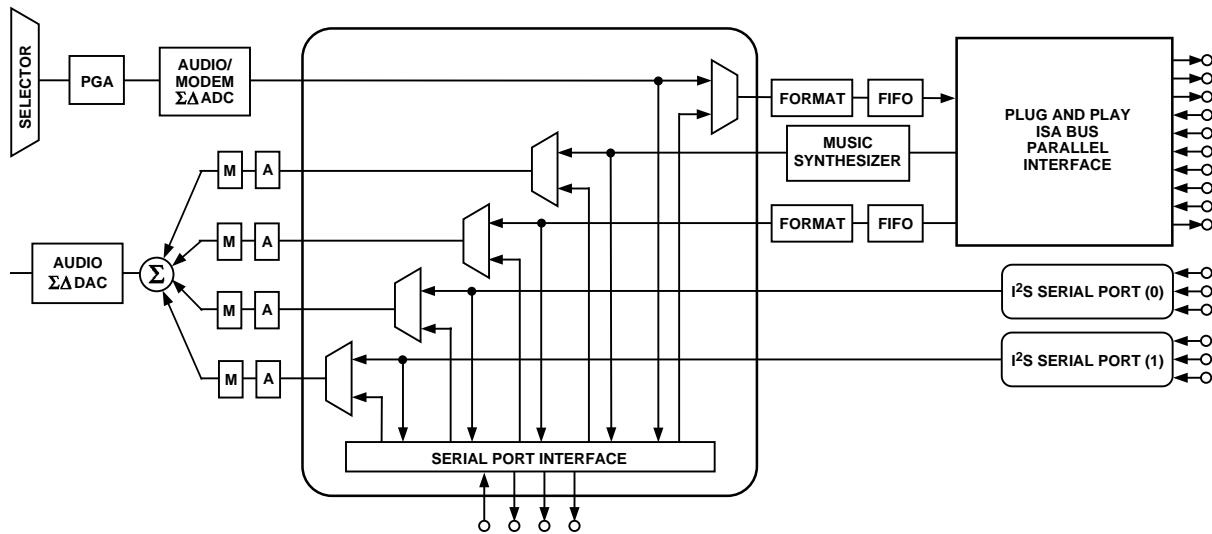 SELECTOR
PGA
AUDIO/
MODEM
ΣΔ ADC
FORMAT
FIFO
PLUG AND PLAY
ISA BUS
PARALLEL
INTERFACE
MUSIC
SYNTHESIZER
M
A
M
A
FORMAT
FIFO
AUDIO
ΣΔ DAC
Σ
M
A
I²S SERIAL PORT (0)
M
A
I²S SERIAL PORT (1)
SERIAL PORT INTERFACE